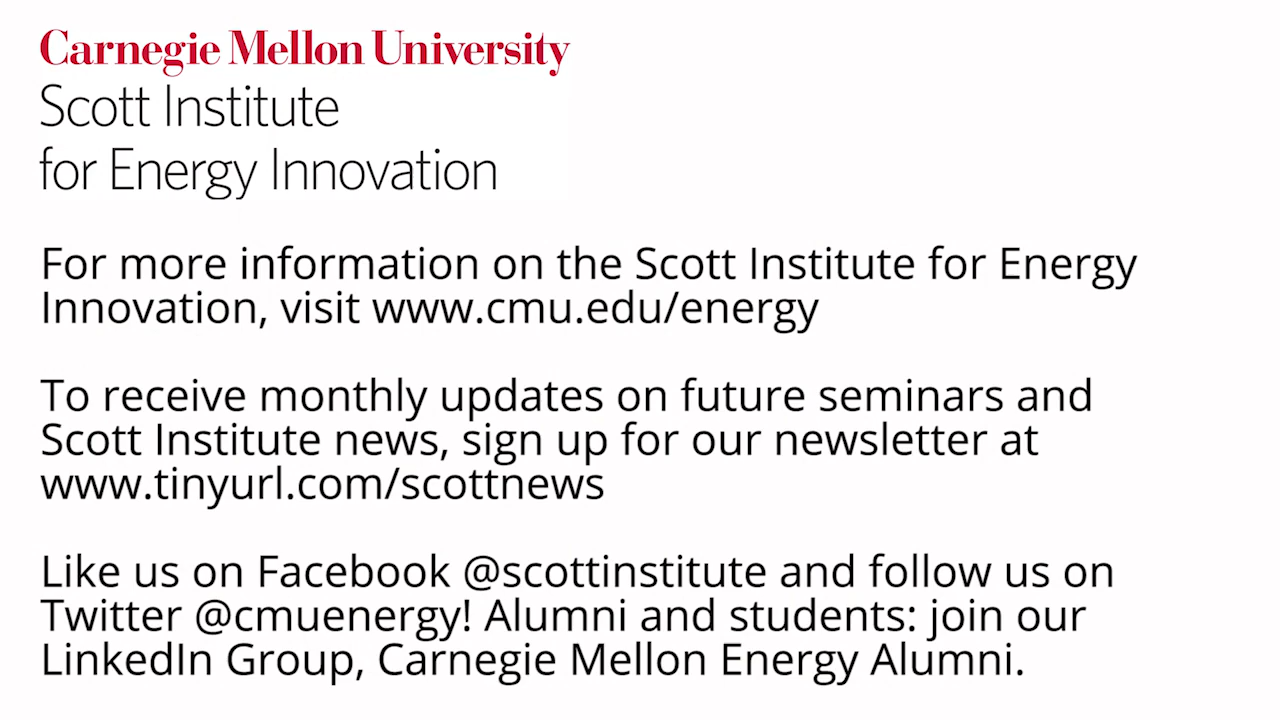 Carnegie Mellon University
Scott Institute
for Energy Innovation
For more information on the Scott Institute for Energy
Innovation, visit www.cmu.edu/energy
To receive monthly updates on future seminars and
Scott Institute news, sign up for our newsletter at
www.tinyurl.com/scottnews
Like us on Facebook @scottinstitute and follow us on
Twitter @cmuenergy! Alumni and students: join our
LinkedIn Group, Carnegie Mellon Energy Alumni.